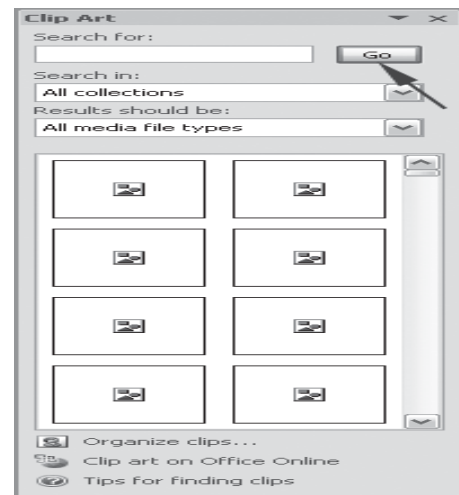 Clip Art
Search for:
Go
Search in:
All collections
Results should be:
All media file types
Organize clips...
Clip art on Office Online
Tips for finding clips